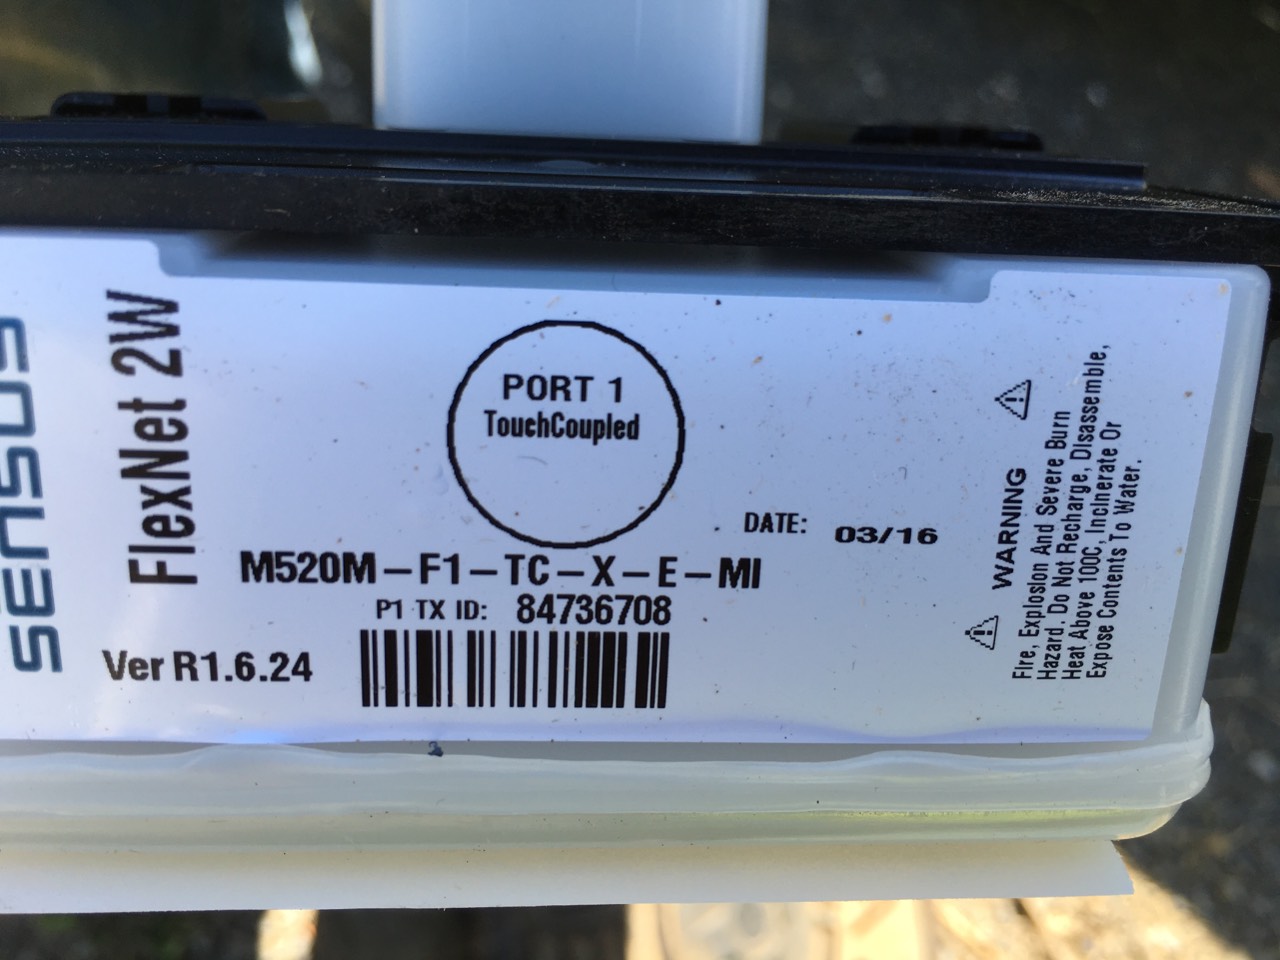 SENSUS
FlexNet 2W
PORT 1
TouchCoupled
DATE: 03/16
M520M-F1-TC-X-E-MI
P1 TX ID: 84736708
Ver R1.6.24
WARNING
Fire, Explosion And Severe Burn
Hazard. Do Not Recharge, Disassemble,
Heat Above 100C, Incinerate Or
Expose Contents To Water.